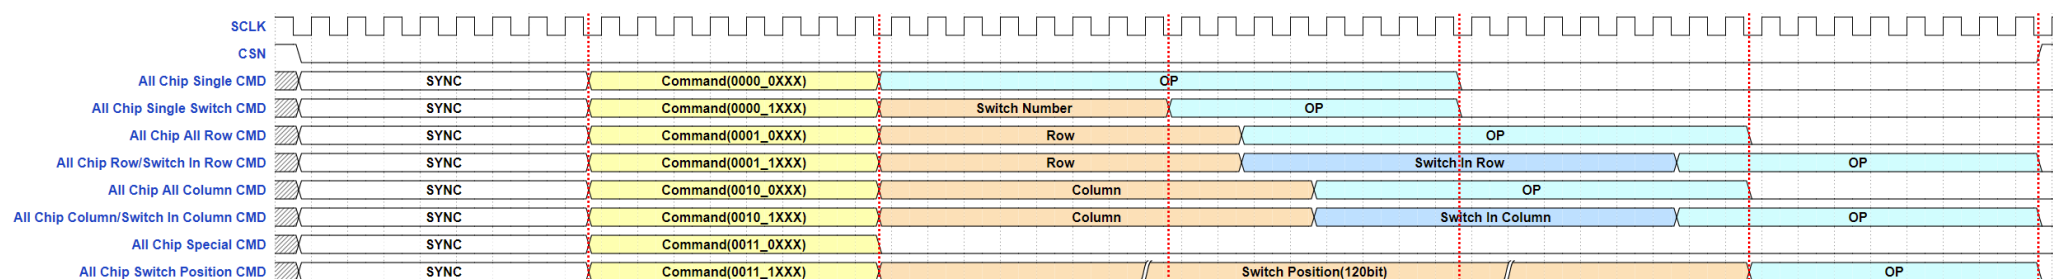 SCLK
CSN
All Chip Single CMD SYNC Command(0000_0XXX) OP
All Chip Single Switch CMD SYNC Command(0000_1XXX) Switch Number OP
All Chip All Row CMD SYNC Command(0001_0XXX) Row OP
All Chip Row/Switch In Row CMD SYNC Command(0001_1XXX) Row Switch In Row OP
All Chip All Column CMD SYNC Command(0010_0XXX) Column OP
All Chip Column/Switch In Column CMD SYNC Command(0010_1XXX) Column Switch In Column OP
All Chip Special CMD SYNC Command(0011_0XXX)
All Chip Switch Position CMD SYNC Command(0011_1XXX) Switch Position(120bit) OP